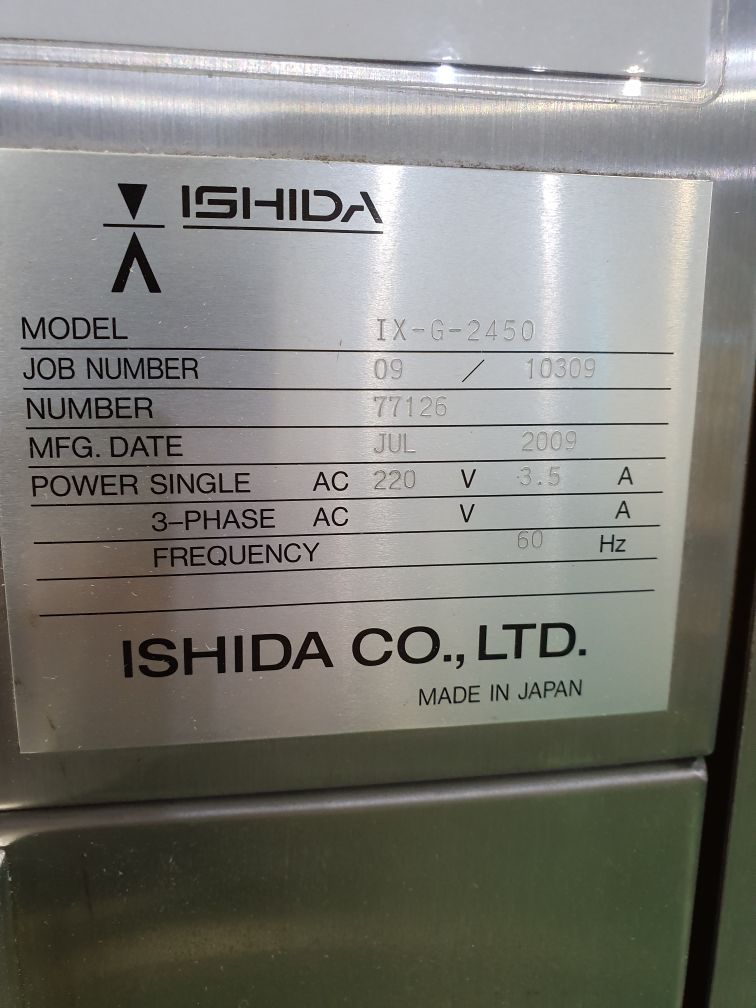 ISHIDA
MODEL IX-G-2450
JOB NUMBER 09 / 10309
NUMBER 77126
MFG. DATE JUL 2009
POWER SINGLE AC 220 V 3.5 A
3-PHASE AC V A
FREQUENCY 60 Hz
ISHIDA CO., LTD.
MADE IN JAPAN